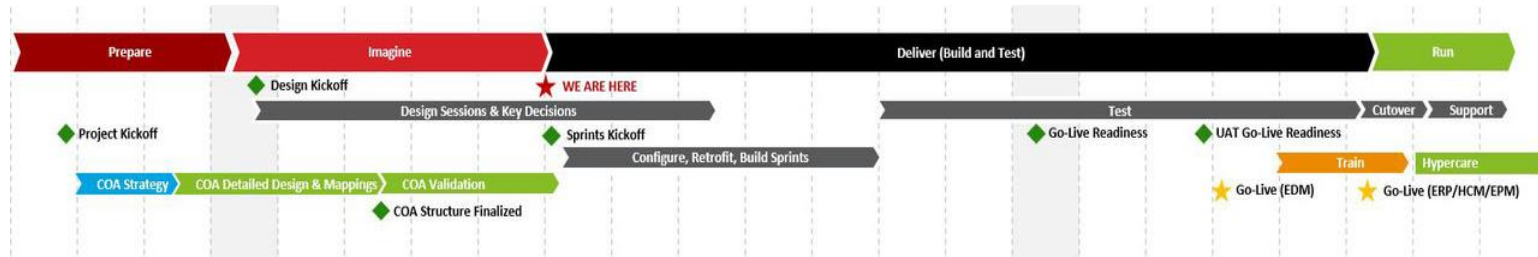 Prepare
Imagine
Deliver (Build and Test)
Run
Design Kickoff
WE ARE HERE
Design Sessions & Key Decisions
Test
Cutover
Support
Project Kickoff
Sprints Kickoff
Go-Live Readiness
UAT Go-Live Readiness
Configure, Retrofit, Build Sprints
Train
Hypercare
COA Strategy
COA Detailed Design & Mappings
COA Validation
Go-Live (EDM)
Go-Live (ERP/HCM/EPM)
COA Structure Finalized